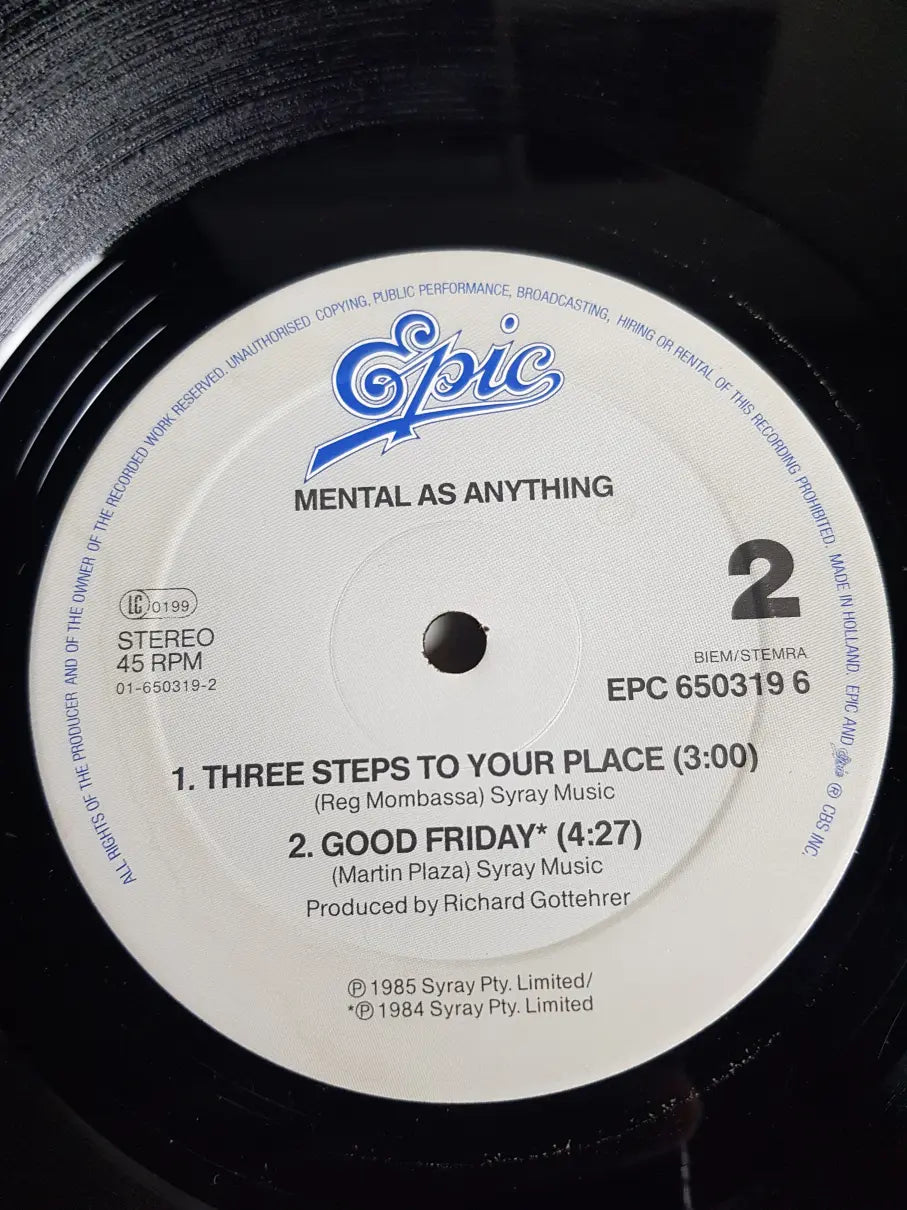 ALL RIGHTS OF THE PRODUCER AND OF THE OWNER OF THE RECORDED WORK RESERVED. UNAUTHORISED COPYING, PUBLIC PERFORMANCE, BROADCASTING, HIRING OR RENTAL OF THIS RECORDING PROHIBITED. MADE IN HOLLAND. EPIC AND Epic ® CBS INC.
Epic
MENTAL AS ANYTHING
2
LC 0199
STEREO
45 RPM
01-650319-2
BIEM/STEMRA
EPC 650319 6
1. THREE STEPS TO YOUR PLACE (3:00)
(Reg Mombassa) Syray Music
2. GOOD FRIDAY* (4:27)
(Martin Plaza) Syray Music
Produced by Richard Gottehrer
℗ 1985 Syray Pty. Limited/
*℗ 1984 Syray Pty. Limited